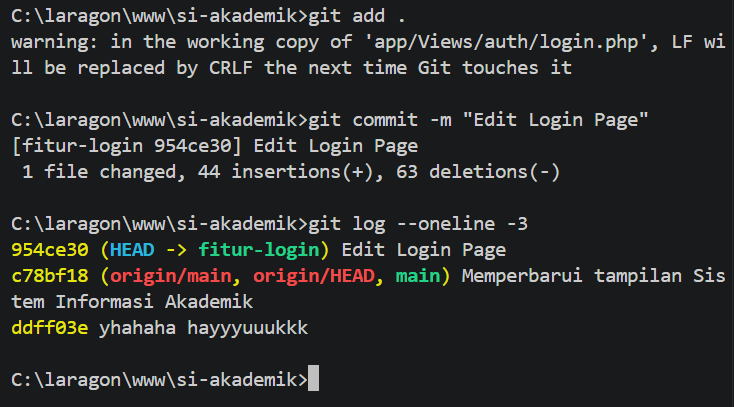 C:\laragon\www\si-akademik>git add .
warning: in the working copy of 'app/Views/auth/login.php', LF wi
ll be replaced by CRLF the next time Git touches it
C:\laragon\www\si-akademik>git commit -m "Edit Login Page"
[fitur-login 954ce30] Edit Login Page
 1 file changed, 44 insertions(+), 63 deletions(-)
C:\laragon\www\si-akademik>git log --oneline -3
954ce30 (HEAD -> fitur-login) Edit Login Page
c78bf18 (origin/main, origin/HEAD, main) Memperbarui tampilan Sis
tem Informasi Akademik
ddff03e yhahaha hayyyuuukkk
C:\laragon\www\si-akademik>